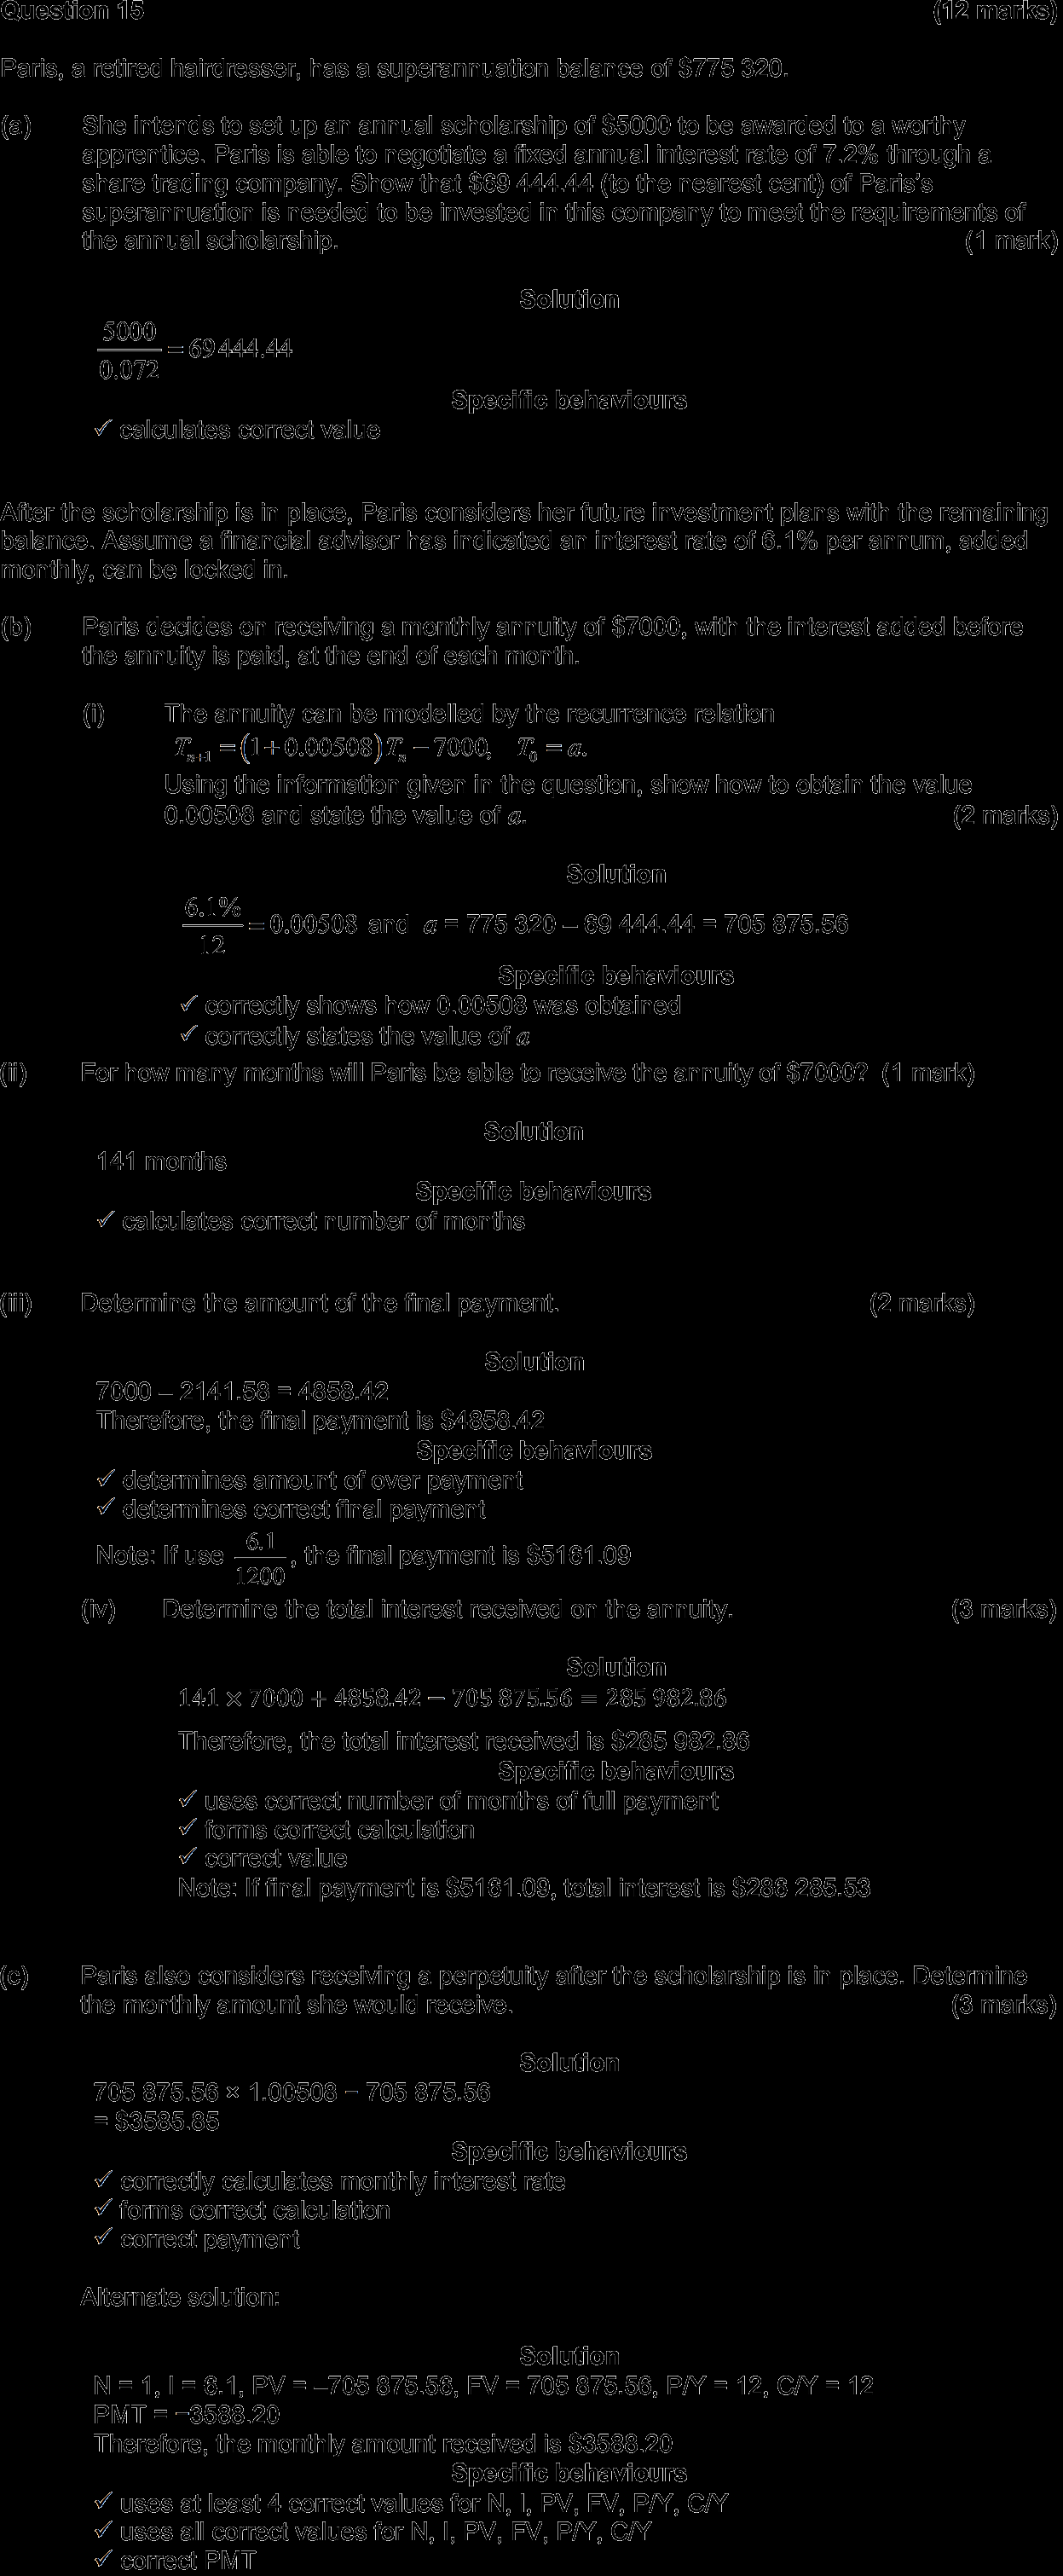 Question 15 (12 marks)
Paris, a retired hairdresser, has a superannuation balance of $775 320.
(a) She intends to set up an annual scholarship of $5000 to be awarded to a worthy
apprentice. Paris is able to negotiate a fixed annual interest rate of 7.2% through a
share trading company. Show that $69 444.44 (to the nearest cent) of Paris's
superannuation is needed to be invested in this company to meet the requirements of
the annual scholarship. (1 mark)
Solution
5000/0.072 = 69444.44
Specific behaviours
✓ calculates correct value
After the scholarship is in place, Paris considers her future investment plans with the remaining
balance. Assume a financial advisor has indicated an interest rate of 6.1% per annum, added
monthly, can be locked in.
(b) Paris decides on receiving a monthly annuity of $7000, with the interest added before
the annuity is paid, at the end of each month.
(i) The annuity can be modelled by the recurrence relation
Tₙ₊₁ = (1+0.00508)Tₙ − 7000, T₀ = a.
Using the information given in the question, show how to obtain the value
0.00508 and state the value of a. (2 marks)
Solution
6.1%/12 = 0.00508 and a = 775 320 – 69 444.44 = 705 875.56
Specific behaviours
✓ correctly shows how 0.00508 was obtained
✓ correctly states the value of a
(ii) For how many months will Paris be able to receive the annuity of $7000? (1 mark)
Solution
141 months
Specific behaviours
✓ calculates correct number of months
(iii) Determine the amount of the final payment. (2 marks)
Solution
7000 – 2141.58 = 4858.42
Therefore, the final payment is $4858.42
Specific behaviours
✓ determines amount of over payment
✓ determines correct final payment
Note: If use 6.1/1200, the final payment is $5161.09
(iv) Determine the total interest received on the annuity. (3 marks)
Solution
141 × 7000 + 4858.42 − 705 875.56 = 285 982.86
Therefore, the total interest received is $285 982.86
Specific behaviours
✓ uses correct number of months of full payment
✓ forms correct calculation
✓ correct value
Note: If final payment is $5161.09, total interest is $286 285.53
(c) Paris also considers receiving a perpetuity after the scholarship is in place. Determine
the monthly amount she would receive. (3 marks)
Solution
705 875.56 × 1.00508 − 705 875.56
= $3585.85
Specific behaviours
✓ correctly calculates monthly interest rate
✓ forms correct calculation
✓ correct payment
Alternate solution:
Solution
N = 1, I = 6.1, PV = –705 875.56, FV = 705 875.56, P/Y = 12, C/Y = 12
PMT = −3588.20
Therefore, the monthly amount received is $3588.20
Specific behaviours
✓ uses at least 4 correct values for N, I, PV, FV, P/Y, C/Y
✓ uses all correct values for N, I, PV, FV, P/Y, C/Y
✓ correct PMT